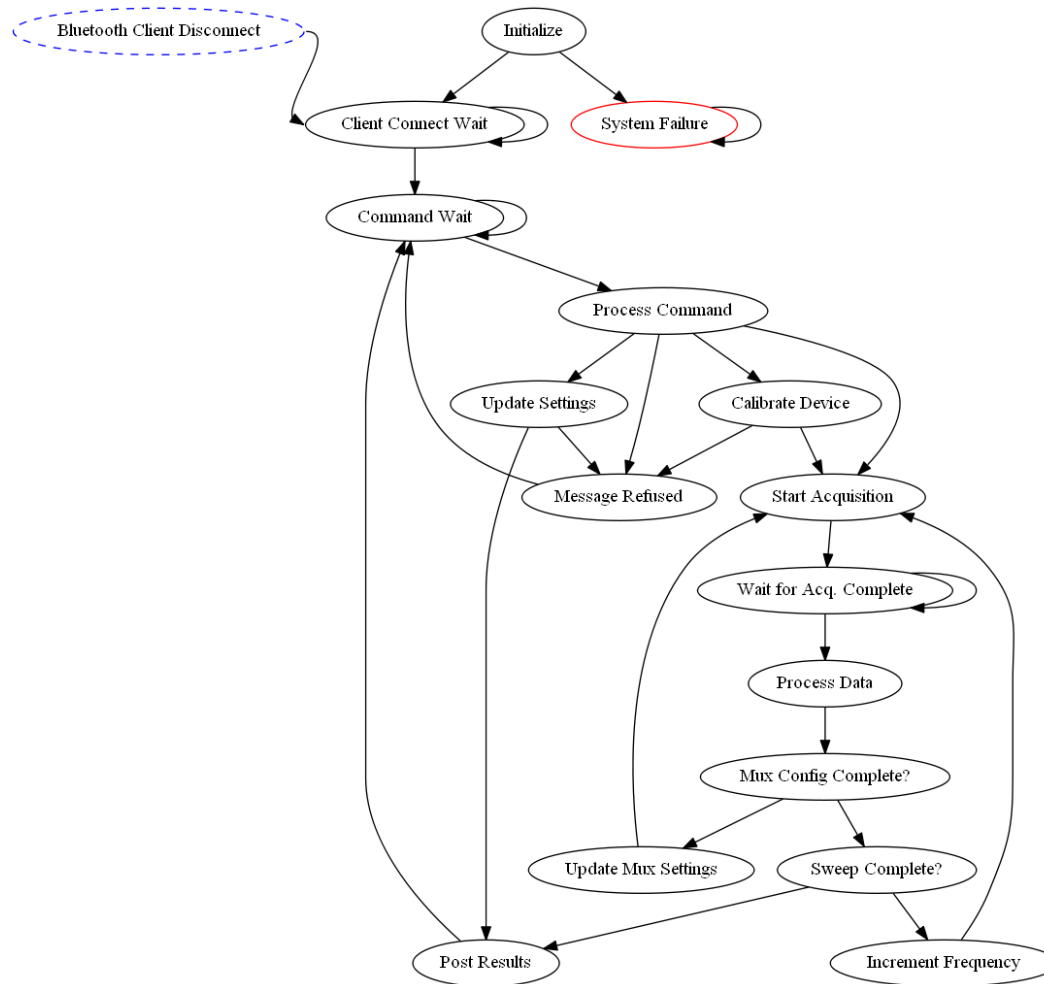 Bluetooth Client Disconnect
Initialize
Client Connect Wait
System Failure
Command Wait
Process Command
Update Settings
Calibrate Device
Message Refused
Start Acquisition
Wait for Acq. Complete
Process Data
Mux Config Complete?
Update Mux Settings
Sweep Complete?
Post Results
Increment Frequency